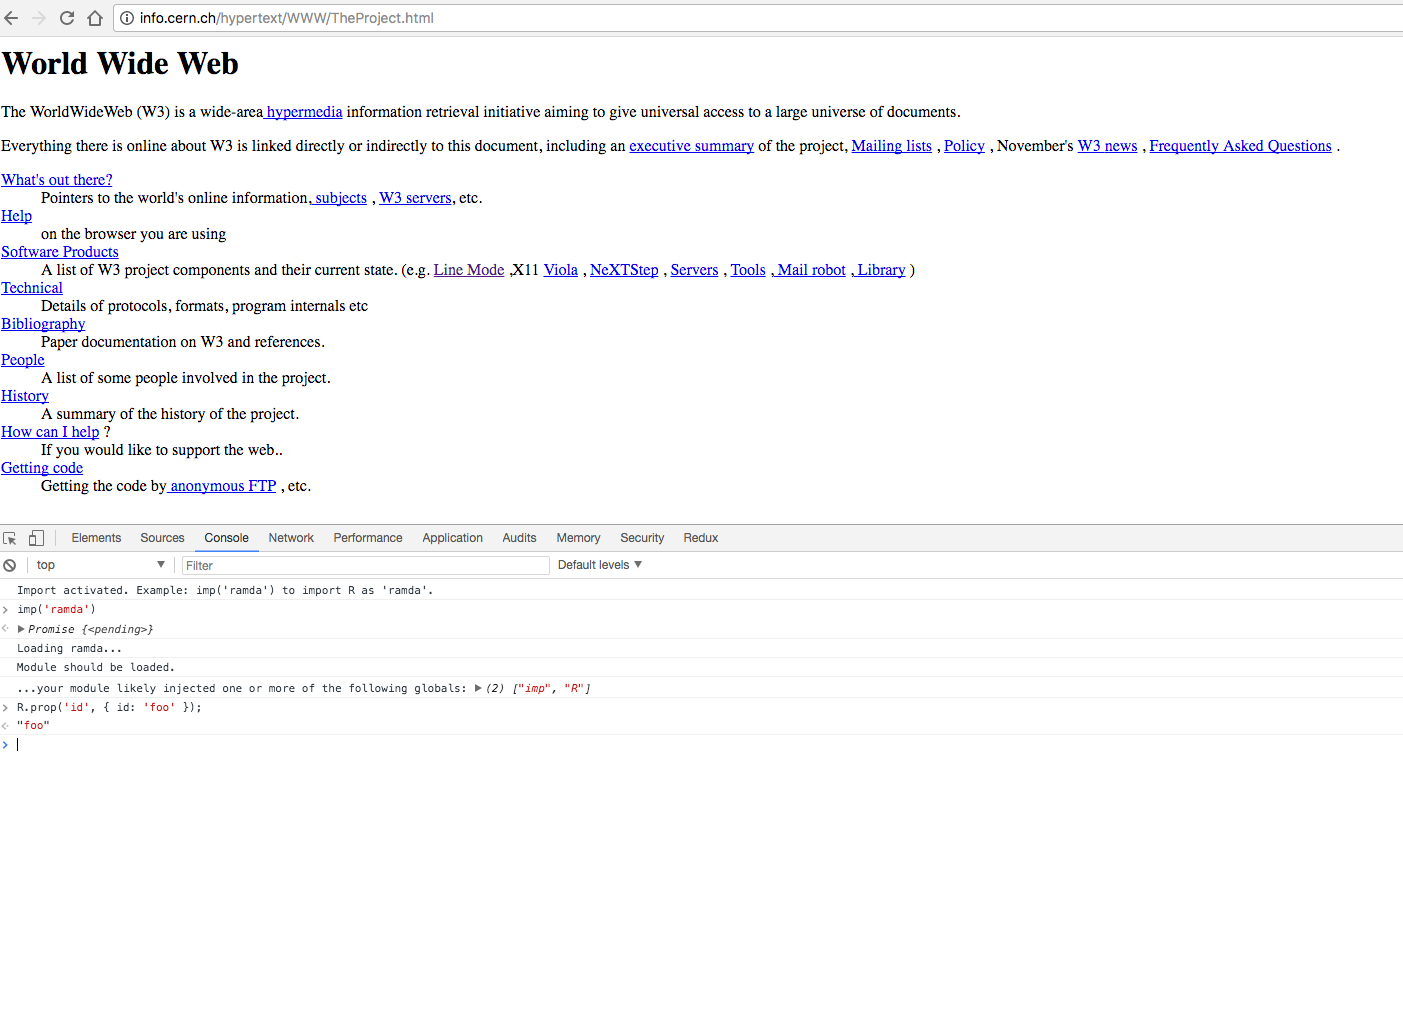 info.cern.ch/hypertext/WWW/TheProject.html
World Wide Web
The WorldWideWeb (W3) is a wide-area hypermedia information retrieval initiative aiming to give universal access to a large universe of documents.
Everything there is online about W3 is linked directly or indirectly to this document, including an executive summary of the project, Mailing lists , Policy , November's W3 news , Frequently Asked Questions .
What's out there?
Pointers to the world's online information, subjects , W3 servers, etc.
Help
on the browser you are using
Software Products
A list of W3 project components and their current state. (e.g. Line Mode ,X11 Viola , NeXTStep , Servers , Tools , Mail robot , Library )
Technical
Details of protocols, formats, program internals etc
Bibliography
Paper documentation on W3 and references.
People
A list of some people involved in the project.
History
A summary of the history of the project.
How can I help ?
If you would like to support the web..
Getting code
Getting the code by anonymous FTP , etc.
Elements Sources Console Network Performance Application Audits Memory Security Redux
top Filter Default levels
Import activated. Example: imp('ramda') to import R as 'ramda'.
imp('ramda')
Promise {<pending>}
Loading ramda...
Module should be loaded.
...your module likely injected one or more of the following globals: (2) ["imp", "R"]
R.prop('id', { id: 'foo' });
"foo"